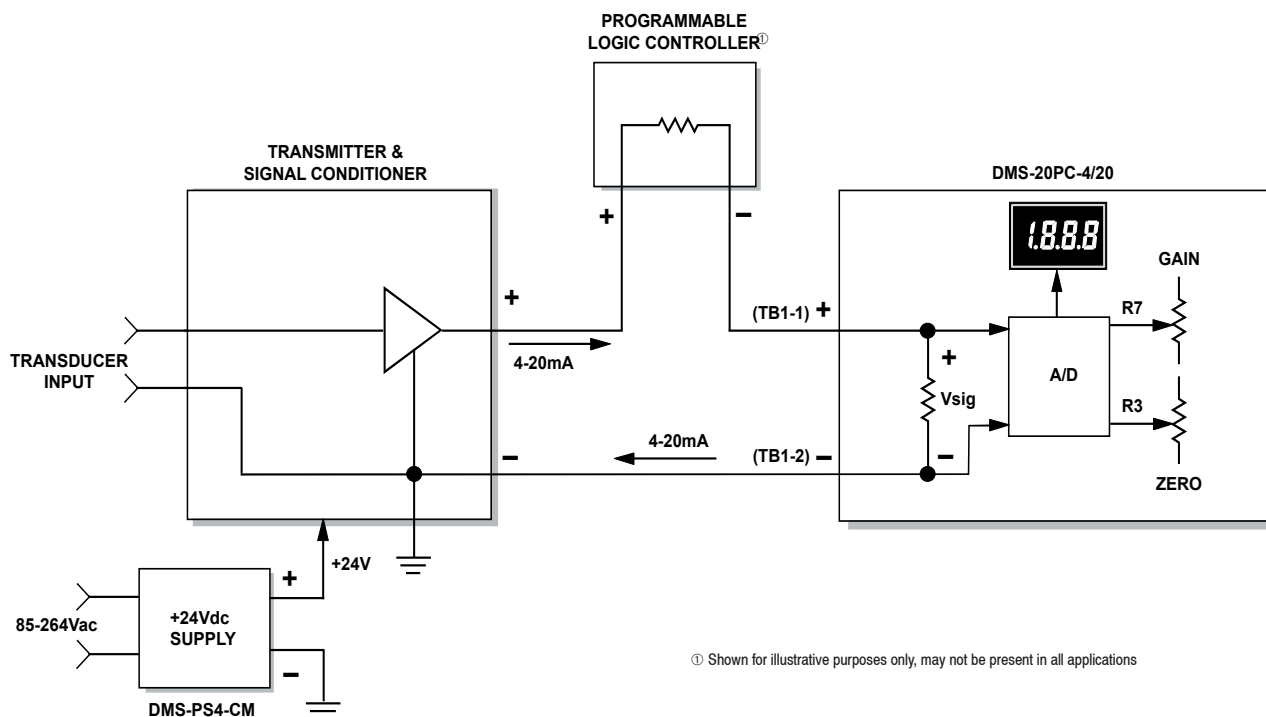 PROGRAMMABLE
LOGIC CONTROLLER①
TRANSMITTER &
SIGNAL CONDITIONER
DMS-20PC-4/20
1.8.8.8
+
−
GAIN
+
(TB1-1) +
R7
4-20mA
+
TRANSDUCER
INPUT
A/D
Vsig
R3
4-20mA
−
(TB1-2) −
−
ZERO
+24V
+
85-264Vac
+24Vdc
SUPPLY
−
① Shown for illustrative purposes only, may not be present in all applications
DMS-PS4-CM